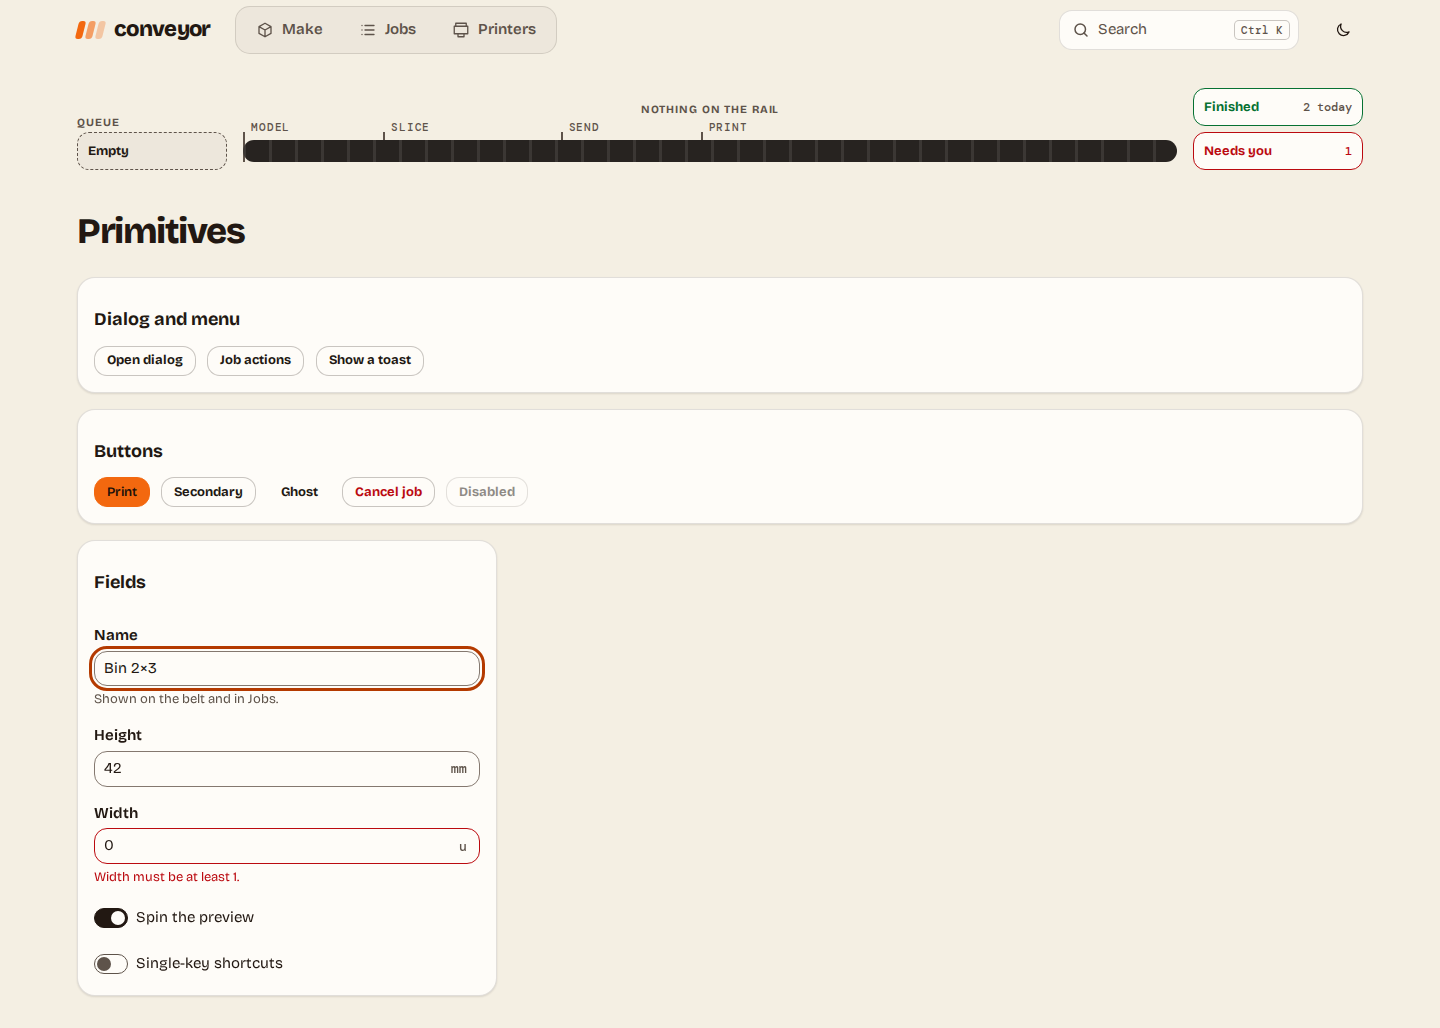 conveyor
Make
Jobs
Printers
Search
Ctrl K
QUEUE
Empty
NOTHING ON THE RAIL
MODEL
SLICE
SEND
PRINT
Finished 2 today
Needs you 1
Primitives
Dialog and menu
Open dialog
Job actions
Show a toast
Buttons
Print
Secondary
Ghost
Cancel job
Disabled
Fields
Name
Bin 2×3
Shown on the belt and in Jobs.
Height
42 mm
Width
0 u
Width must be at least 1.
Spin the preview
Single-key shortcuts